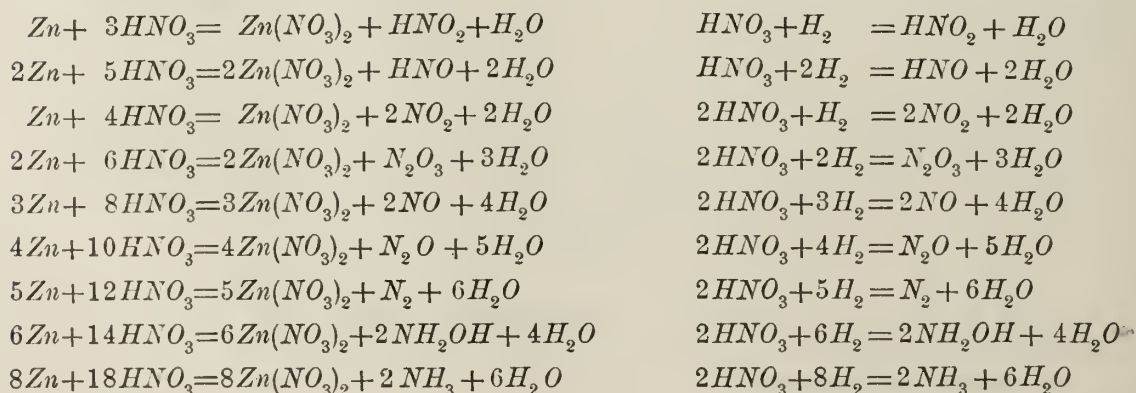 Zn+ 3HNO₃= Zn(NO₃)₂+HNO₂+H₂O HNO₃+H₂ =HNO₂+H₂O
2Zn+ 5HNO₃=2Zn(NO₃)₂+HNO+2H₂O HNO₃+2H₂ =HNO+2H₂O
Zn+ 4HNO₃= Zn(NO₃)₂+2NO₂+2H₂O 2HNO₃+H₂ =2NO₂+2H₂O
2Zn+ 6HNO₃=2Zn(NO₃)₂+N₂O₃+3H₂O 2HNO₃+2H₂=N₂O₃+3H₂O
3Zn+ 8HNO₃=3Zn(NO₃)₂+2NO+4H₂O 2HNO₃+3H₂=2NO+4H₂O
4Zn+10HNO₃=4Zn(NO₃)₂+N₂O+5H₂O 2HNO₃+4H₂=N₂O+5H₂O
5Zn+12HNO₃=5Zn(NO₃)₂+N₂+6H₂O 2HNO₃+5H₂=N₂+6H₂O
6Zn+14HNO₃=6Zn(NO₃)₂+2NH₂OH+4H₂O 2HNO₃+6H₂=2NH₂OH+4H₂O
8Zn+18HNO₃=8Zn(NO₃)₂+2NH₃+6H₂O 2HNO₃+8H₂=2NH₃+6H₂O